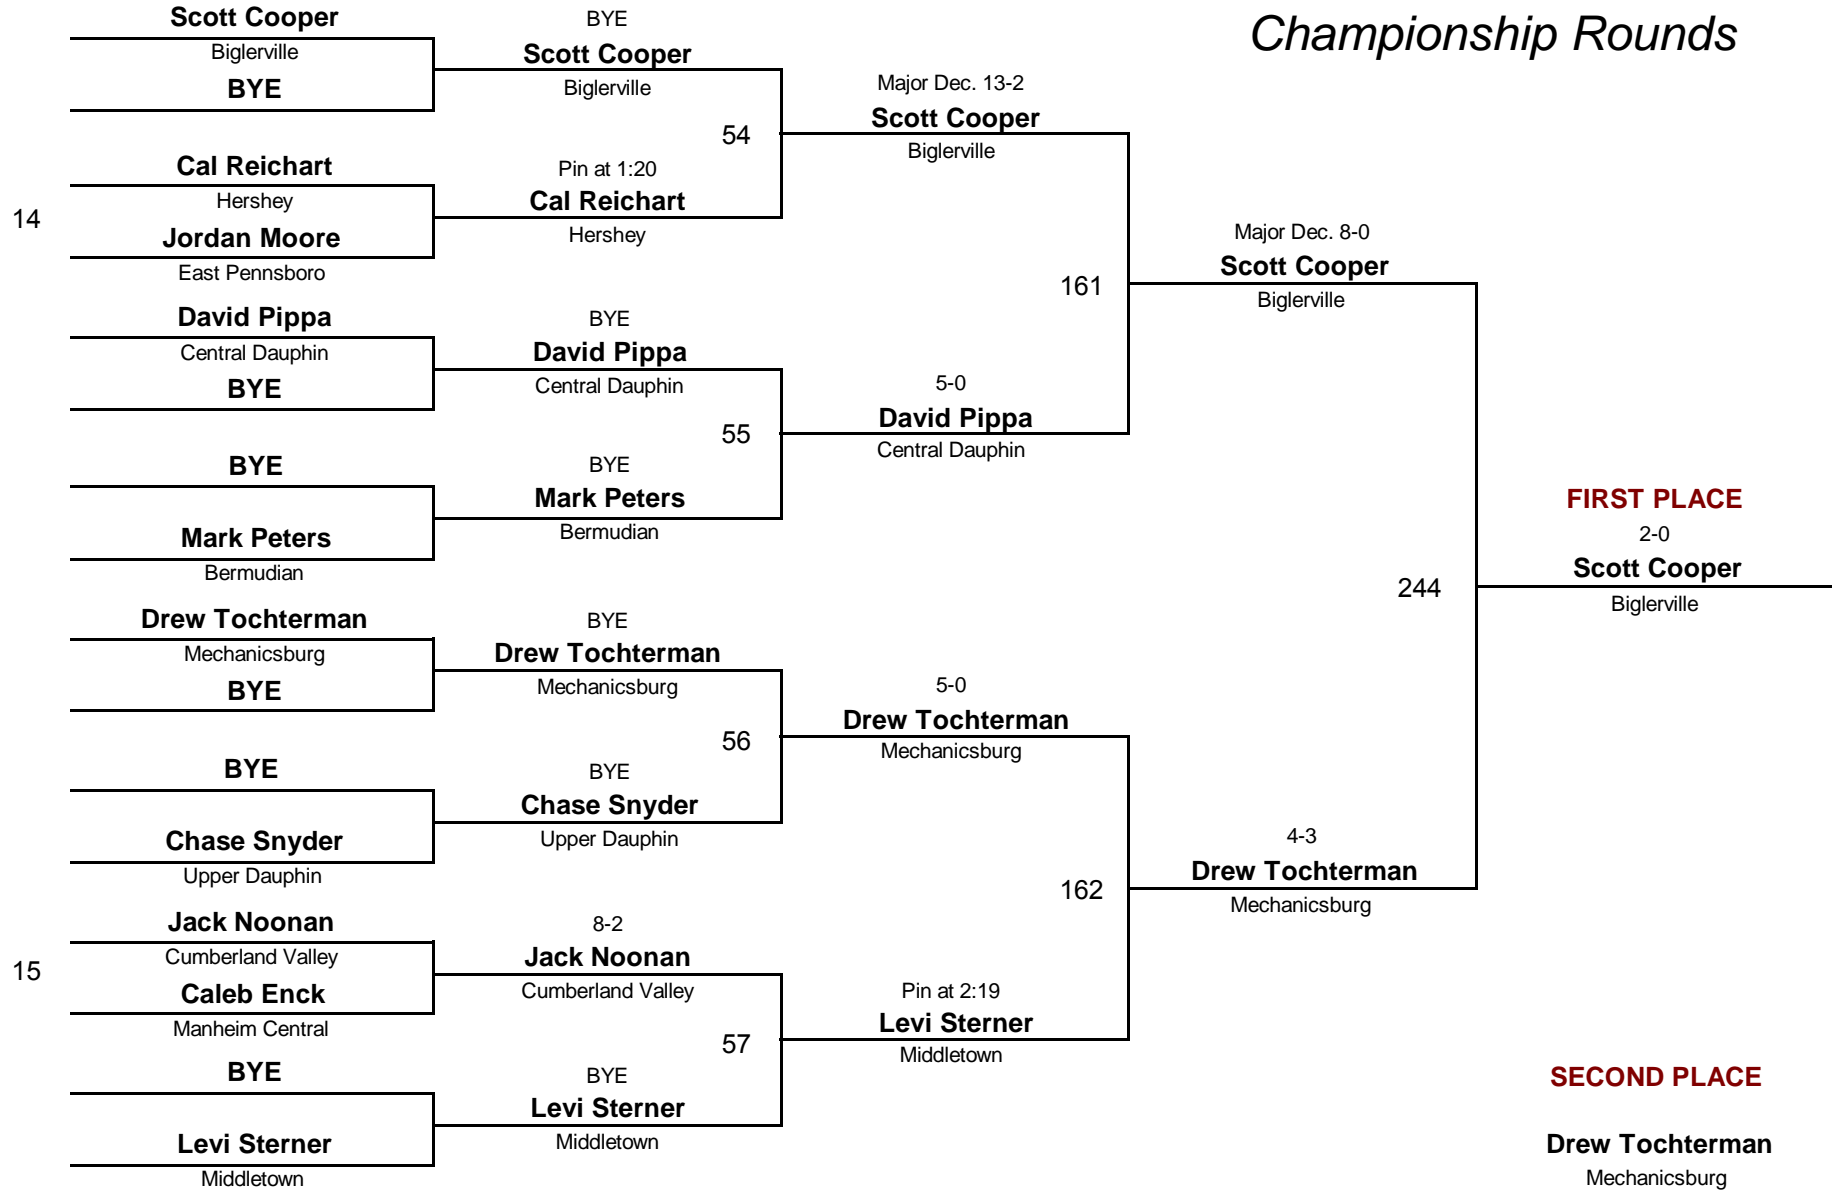 Championship Rounds
Scott Cooper
Biglerville
BYE
14
Cal Reichart
Hershey
Jordan Moore
East Pennsboro
David Pippa
Central Dauphin
BYE
BYE
Mark Peters
Bermudian
Drew Tochterman
Mechanicsburg
BYE
BYE
Chase Snyder
Upper Dauphin
15
Jack Noonan
Cumberland Valley
Caleb Enck
Manheim Central
BYE
Levi Sterner
Middletown
BYE
Scott Cooper
Biglerville
54
Pin at 1:20
Cal Reichart
Hershey
BYE
David Pippa
Central Dauphin
55
BYE
Mark Peters
Bermudian
BYE
Drew Tochterman
Mechanicsburg
56
BYE
Chase Snyder
Upper Dauphin
8-2
Jack Noonan
Cumberland Valley
57
BYE
Levi Sterner
Middletown
Major Dec. 13-2
Scott Cooper
Biglerville
161
5-0
David Pippa
Central Dauphin
5-0
Drew Tochterman
Mechanicsburg
162
Pin at 2:19
Levi Sterner
Middletown
Major Dec. 8-0
Scott Cooper
Biglerville
244
4-3
Drew Tochterman
Mechanicsburg
FIRST PLACE
2-0
Scott Cooper
Biglerville
SECOND PLACE
Drew Tochterman
Mechanicsburg